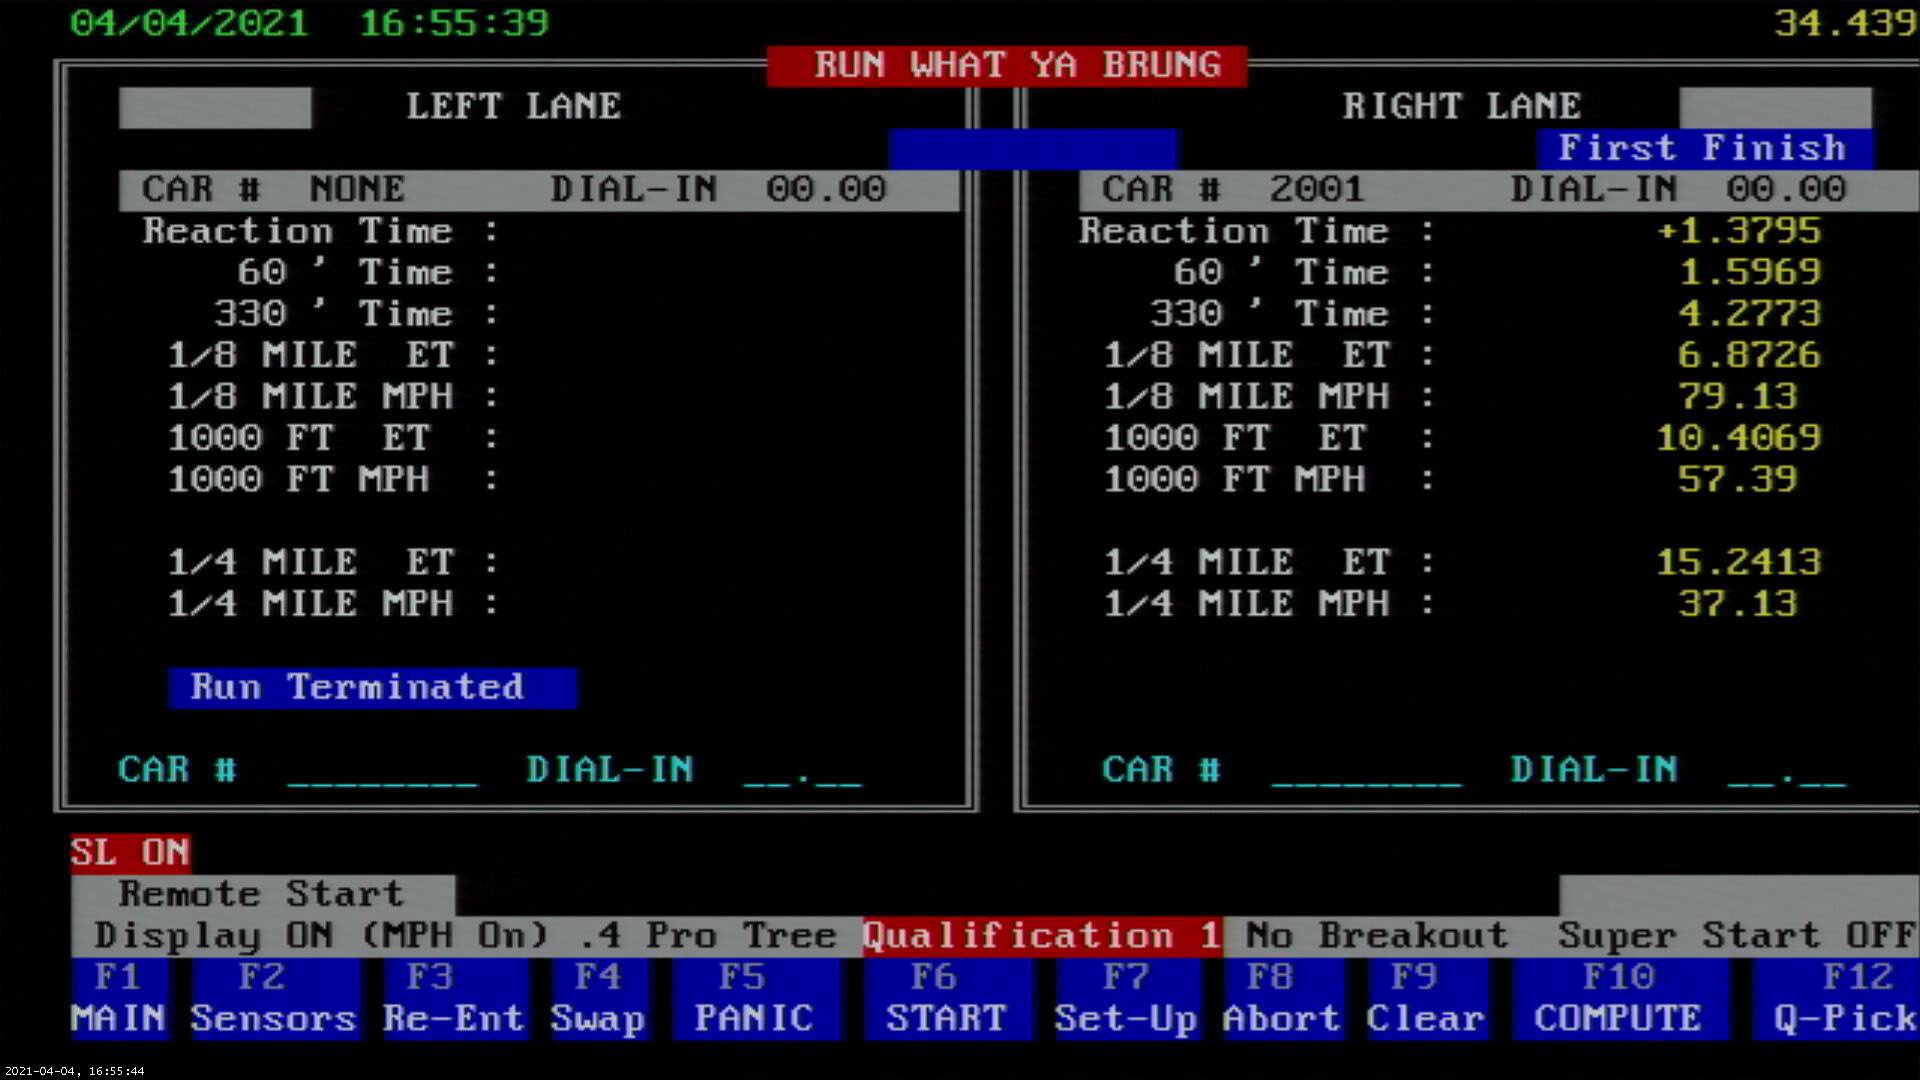 04/04/2021 16:55:39 34.439
RUN WHAT YA BRUNG
LEFT LANE
CAR # NONE DIAL-IN 00.00
Reaction Time :
60 ' Time :
330 ' Time :
1/8 MILE ET :
1/8 MILE MPH :
1000 FT ET :
1000 FT MPH :
1/4 MILE ET :
1/4 MILE MPH :
Run Terminated
CAR # ________ DIAL-IN __.__
RIGHT LANE
First Finish
CAR # 2001 DIAL-IN 00.00
Reaction Time : +1.3795
60 ' Time : 1.5969
330 ' Time : 4.2773
1/8 MILE ET : 6.8726
1/8 MILE MPH : 79.13
1000 FT ET : 10.4069
1000 FT MPH : 57.39
1/4 MILE ET : 15.2413
1/4 MILE MPH : 37.13
CAR # ________ DIAL-IN __.__
SL ON
Remote Start
Display ON (MPH On) .4 Pro Tree Qualification 1 No Breakout Super Start OFF
F1 F2 F3 F4 F5 F6 F7 F8 F9 F10 F12
MAIN Sensors Re-Ent Swap PANIC START Set-Up Abort Clear COMPUTE Q-Pick
2021-04-04, 16:55:44